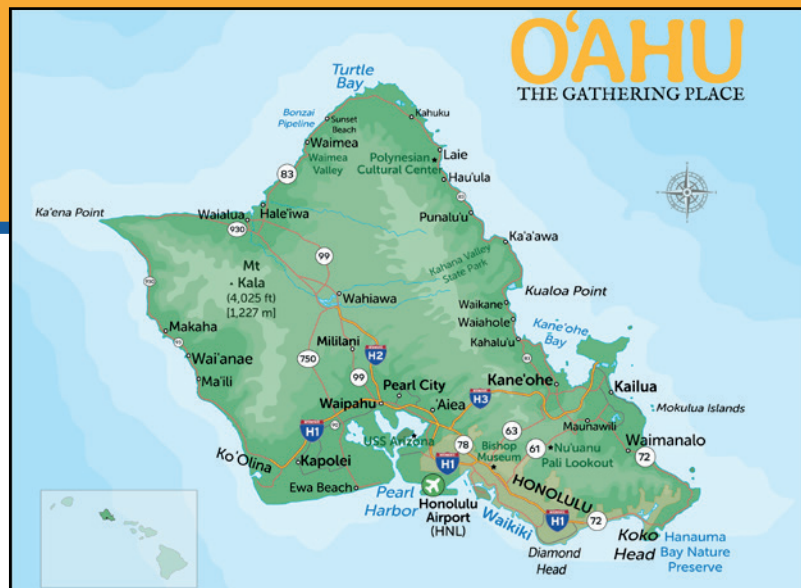 O'AHU
THE GATHERING PLACE
Turtle
Bay
Bonzai
Pipeline
Sunset
Beach
Kahuku
Waimea
Waimea
Valley
Polynesian
Cultural Center
Laie
Hau'ula
83
83
Ka'ena Point
Waialua
Hale'iwa
930
Punalu'u
99
Ka'a'awa
Kahana Valley
State Park
Mt
Kala
(4,025 ft)
[1,227 m]
930
Wahiawa
Waikane
Kualoa Point
Waiahole
Kane'ohe
Bay
Makaha
Kahalu'u
93
Wai'anae
Mililani
750
H2
83
Ma'ili
99
Pearl City
Kane'ohe
Kailua
H3
Waipahu
'Aiea
Mokulua Islands
Maunawili
H1
USS Arizona
78
63
Bishop
Museum
61
Nu'uanu
Pali Lookout
Waimanalo
72
Ko'Olina
Kapolei
H1
HONOLULU
Ewa Beach
Pearl
Harbor
Honolulu
Airport
(HNL)
Waikiki
H1
72
Koko
Head
Hanauma
Bay Nature
Preserve
Diamond
Head